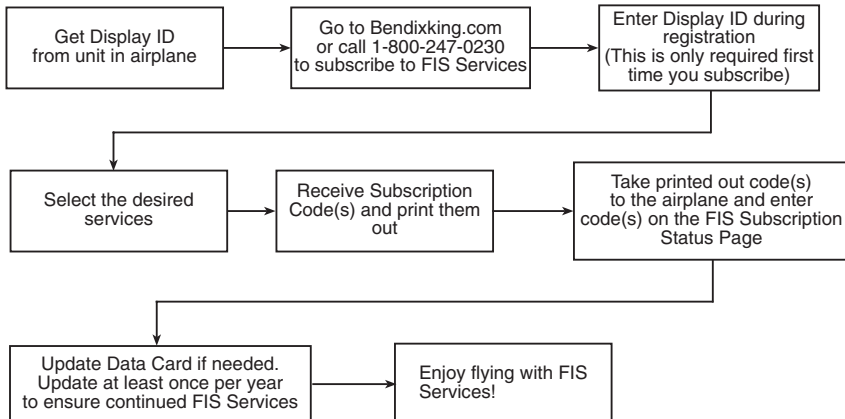 Get Display ID
from unit in airplane
Go to Bendixking.com
or call 1-800-247-0230
to subscribe to FIS Services
Enter Display ID during
registration
(This is only required first
time you subscribe)
Select the desired
services
Receive Subscription
Code(s) and print them
out
Take printed out code(s)
to the airplane and enter
code(s) on the FIS Subscription
Status Page
Update Data Card if needed.
Update at least once per year
to ensure continued FIS Services
Enjoy flying with FIS
Services!